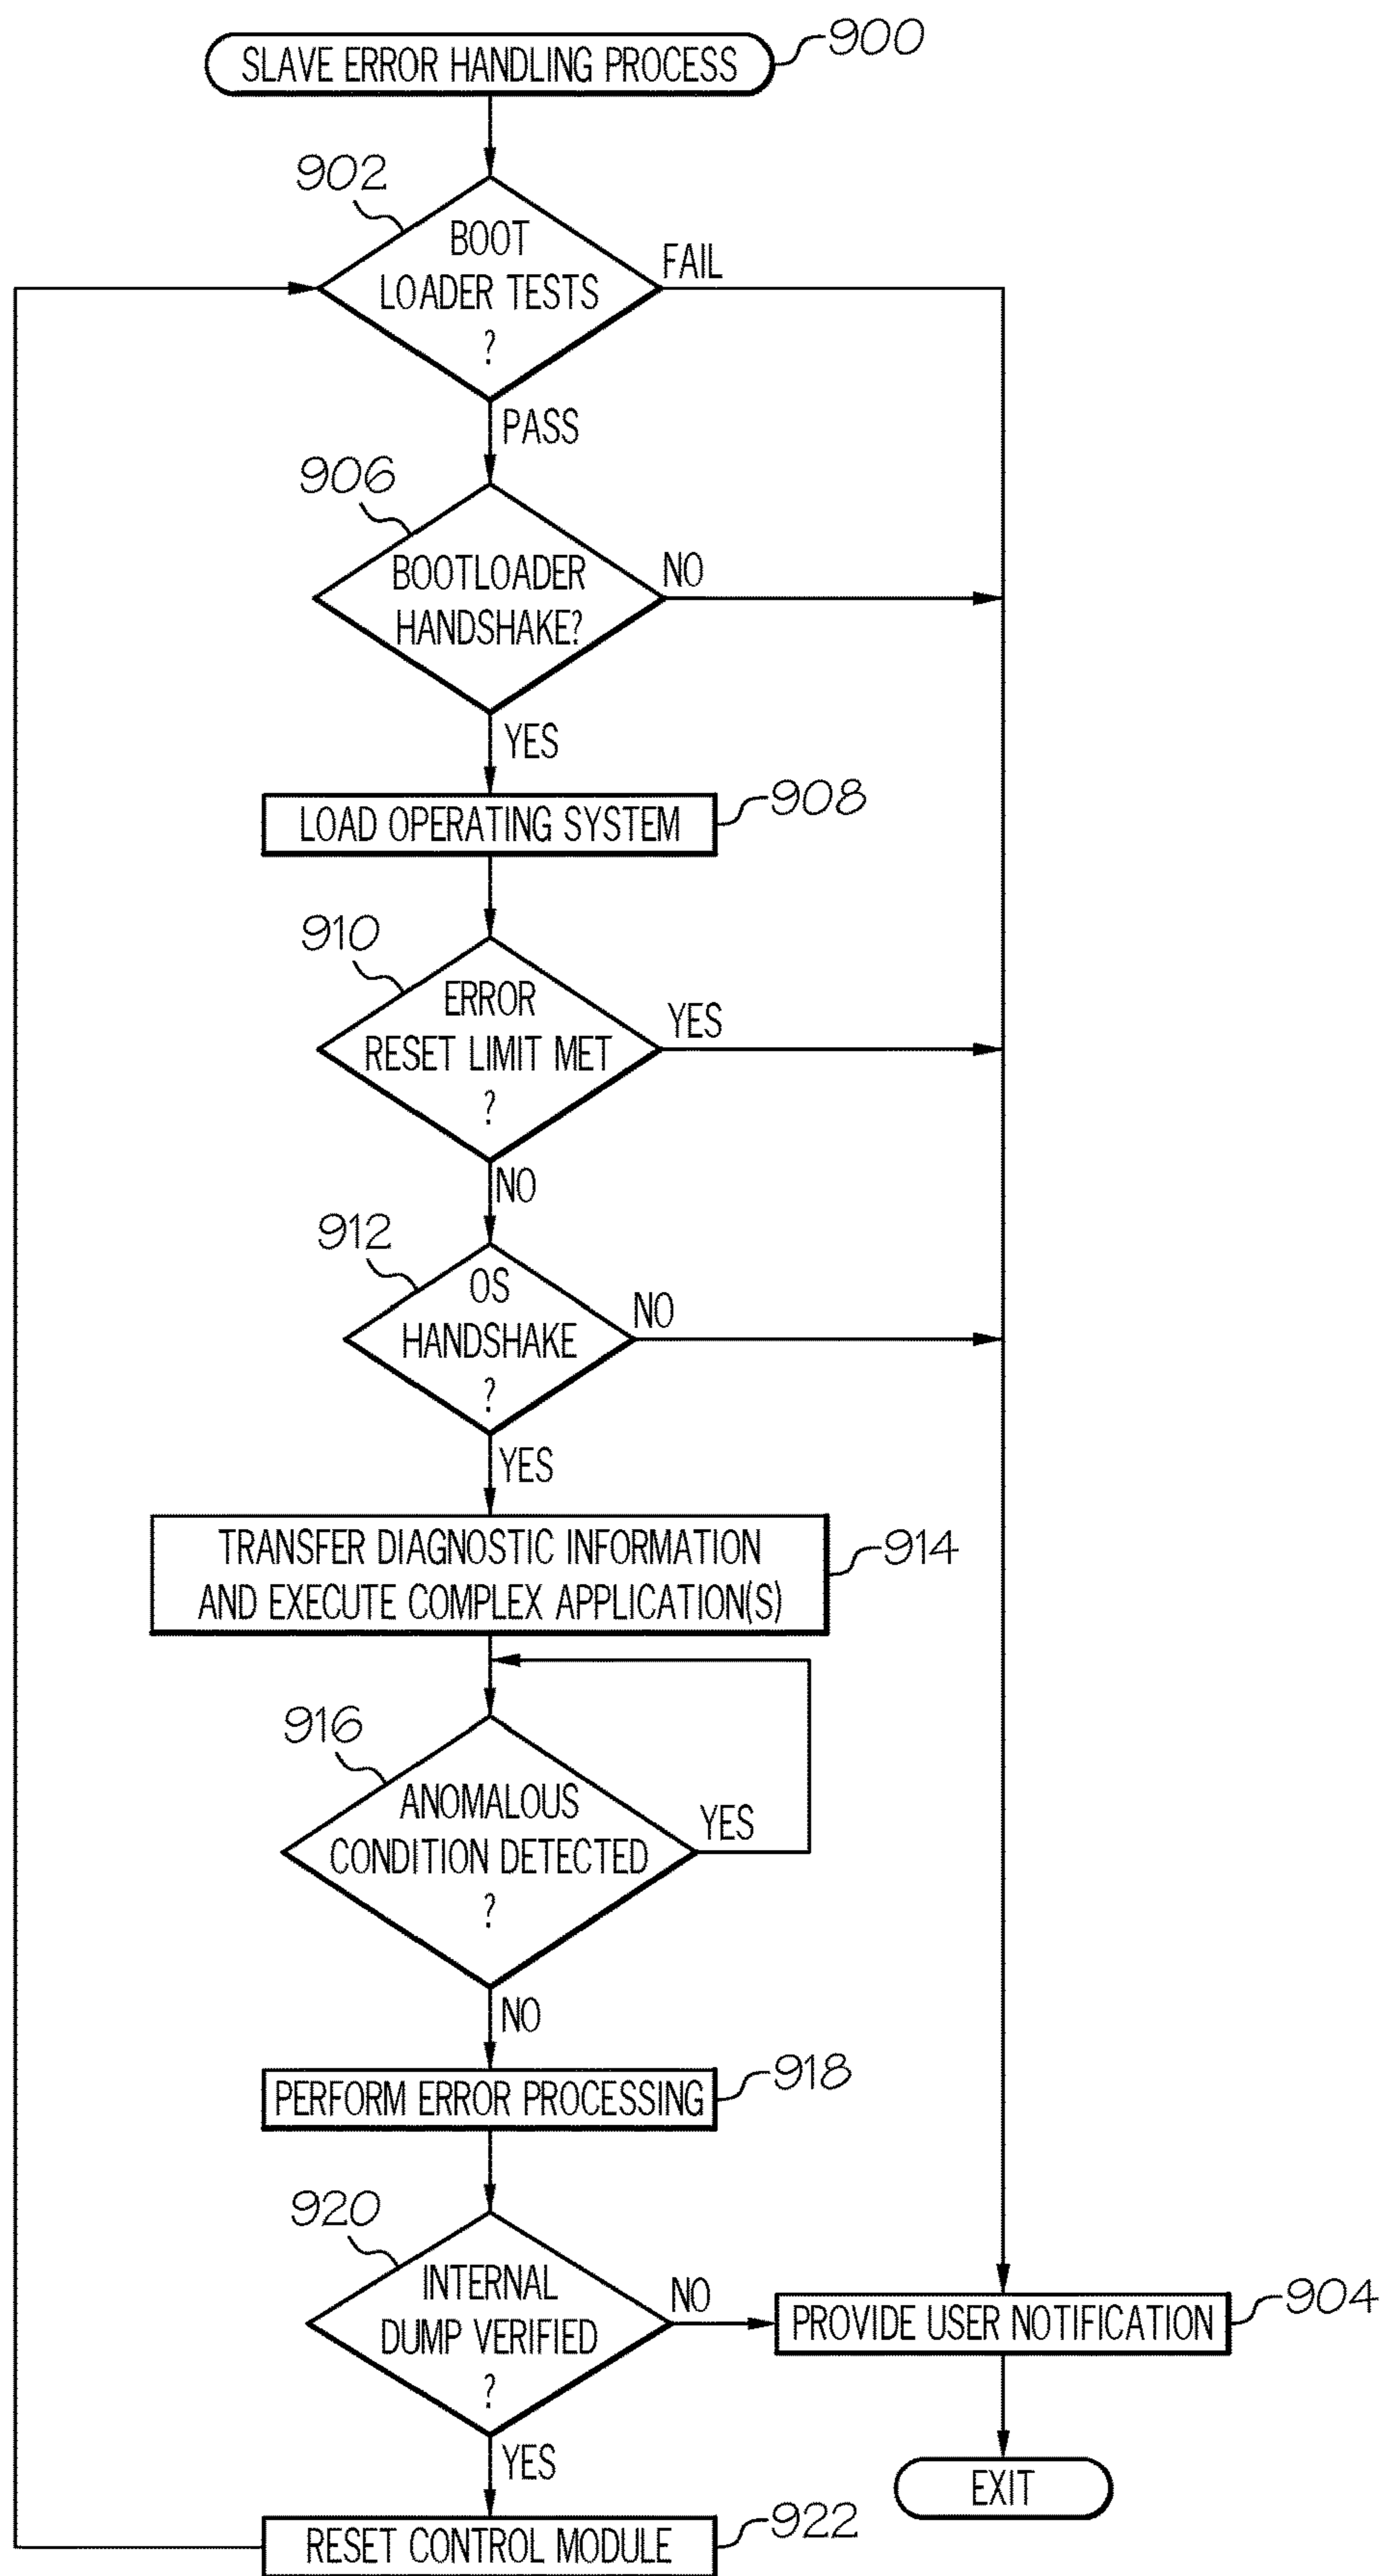 SLAVE ERROR HANDLING PROCESS
900
902
BOOT
LOADER TESTS
?
FAIL
PASS
906
BOOTLOADER
HANDSHAKE?
NO
YES
LOAD OPERATING SYSTEM
908
910
ERROR
RESET LIMIT MET
?
YES
NO
912
OS
HANDSHAKE
?
NO
YES
TRANSFER DIAGNOSTIC INFORMATION
AND EXECUTE COMPLEX APPLICATION(S)
914
916
ANOMALOUS
CONDITION DETECTED
?
YES
NO
PERFORM ERROR PROCESSING
918
920
INTERNAL
DUMP VERIFIED
?
NO
PROVIDE USER NOTIFICATION
904
YES
EXIT
RESET CONTROL MODULE
922